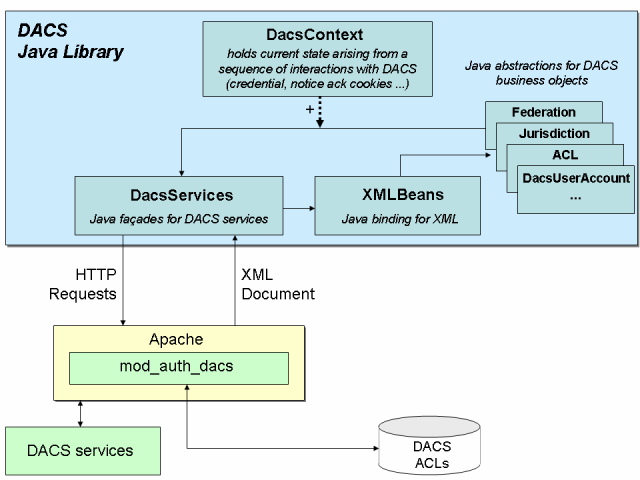 DACS
Java Library
DacsContext
holds current state arising from a
sequence of interactions with DACS
(credential, notice ack cookies ...)
Java abstractions for DACS
business objects
+
Federation
Jurisdiction
ACL
DacsUserAccount
...
DacsServices
Java façades for DACS services
XMLBeans
Java binding for XML
HTTP
Requests
XML
Document
Apache
mod_auth_dacs
DACS services
DACS
ACLs